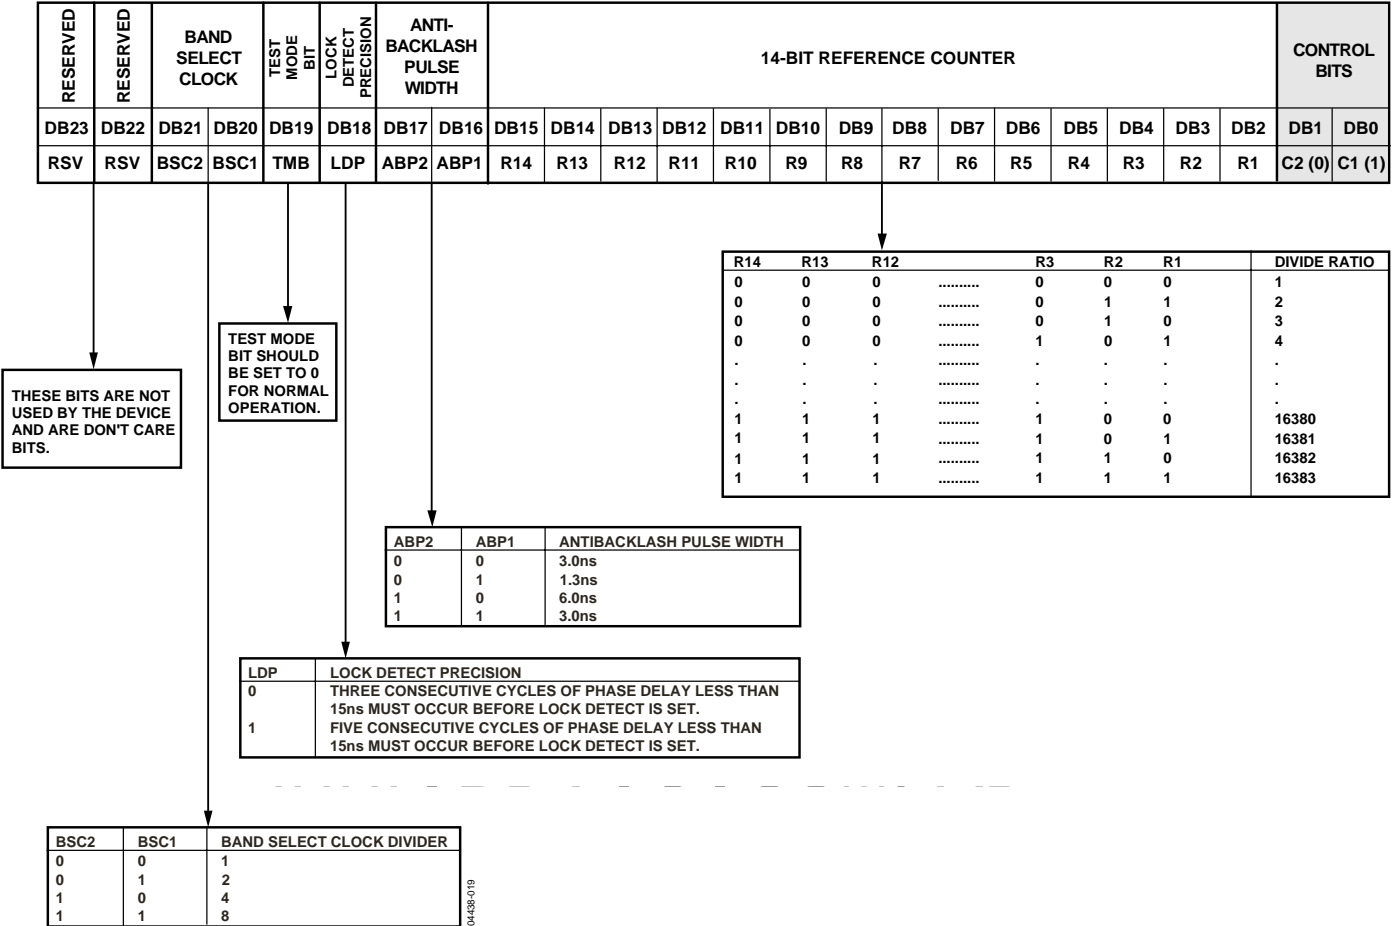 RESERVED
RESERVED
BAND
SELECT
CLOCK
TEST
MODE
BIT
LOCK
DETECT
PRECISION
ANTI-
BACKLASH
PULSE
WIDTH
14-BIT REFERENCE COUNTER
CONTROL
BITS
DB23 DB22 DB21 DB20 DB19 DB18 DB17 DB16 DB15 DB14 DB13 DB12 DB11 DB10 DB9 DB8 DB7 DB6 DB5 DB4 DB3 DB2 DB1 DB0
RSV RSV BSC2 BSC1 TMB LDP ABP2 ABP1 R14 R13 R12 R11 R10 R9 R8 R7 R6 R5 R4 R3 R2 R1 C2 (0) C1 (1)
R14 R13 R12 R3 R2 R1 DIVIDE RATIO
0 0 0 .......... 0 0 0 1
0 0 0 .......... 0 1 1 2
0 0 0 .......... 0 1 0 3
0 0 0 .......... 1 0 1 4
. . . .......... . . . .
. . . .......... . . . .
. . . .......... . . . .
1 1 1 .......... 1 0 0 16380
1 1 1 .......... 1 0 1 16381
1 1 1 .......... 1 1 0 16382
1 1 1 .......... 1 1 1 16383
TEST MODE
BIT SHOULD
BE SET TO 0
FOR NORMAL
OPERATION.
THESE BITS ARE NOT
USED BY THE DEVICE
AND ARE DON'T CARE
BITS.
ABP2 ABP1 ANTIBACKLASH PULSE WIDTH
0 0 3.0ns
0 1 1.3ns
1 0 6.0ns
1 1 3.0ns
LDP LOCK DETECT PRECISION
0 THREE CONSECUTIVE CYCLES OF PHASE DELAY LESS THAN
15ns MUST OCCUR BEFORE LOCK DETECT IS SET.
1 FIVE CONSECUTIVE CYCLES OF PHASE DELAY LESS THAN
15ns MUST OCCUR BEFORE LOCK DETECT IS SET.
BSC2 BSC1 BAND SELECT CLOCK DIVIDER
0 0 1
0 1 2
1 0 4
1 1 8
04438-019